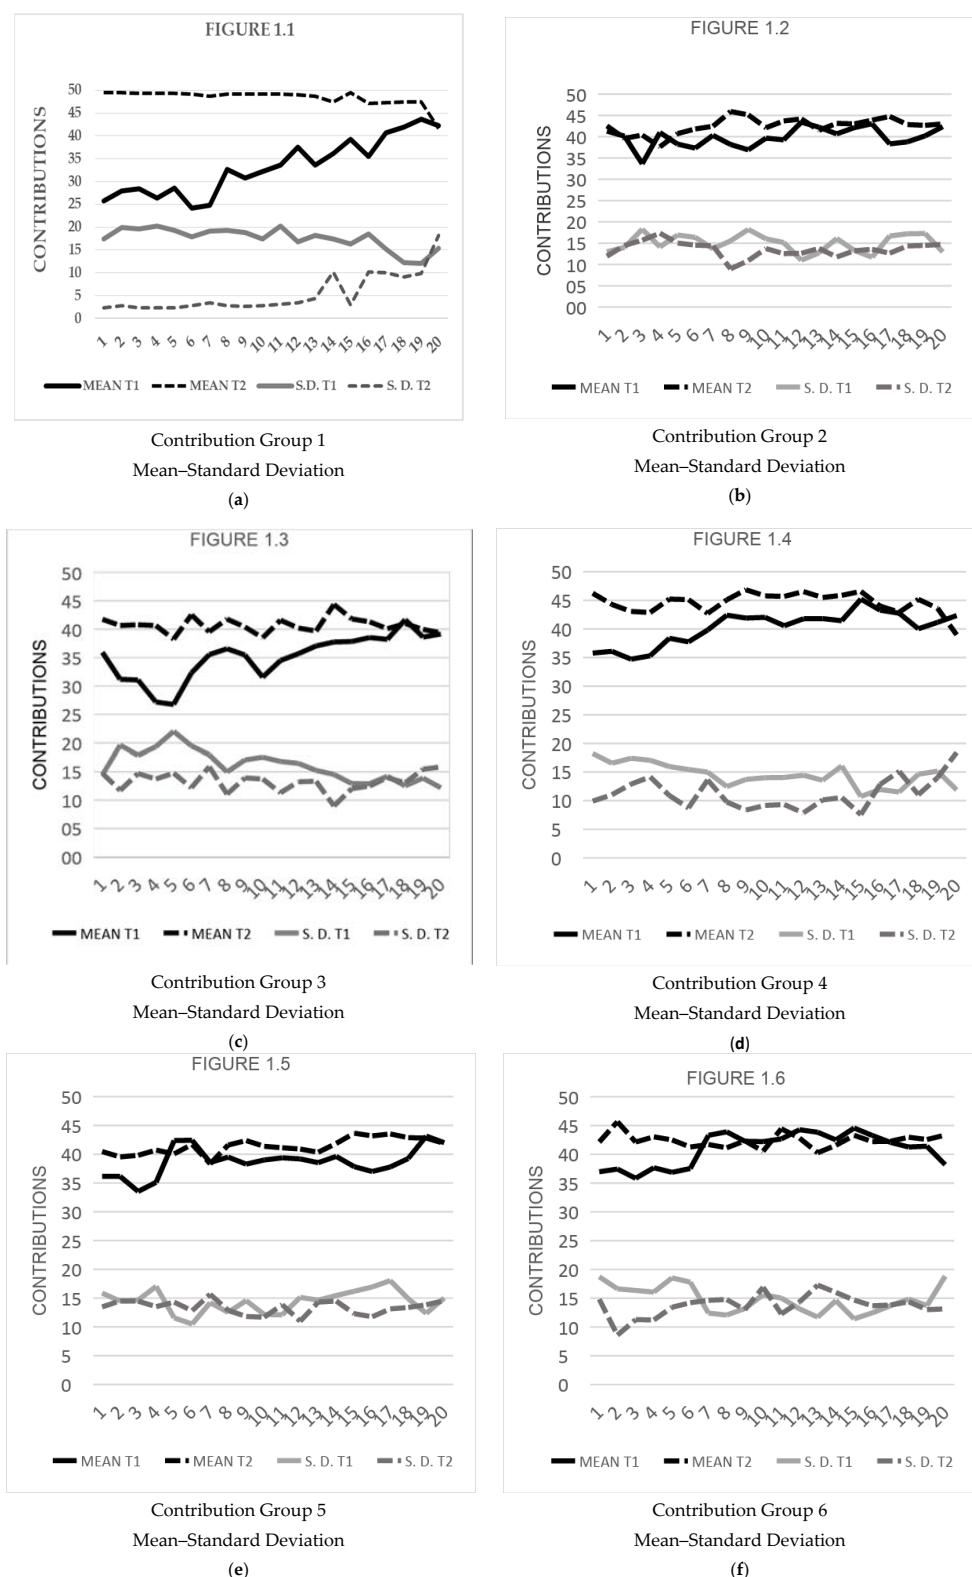 FIGURE 1.1
CONTRIBUTIONS
50
45
40
35
30
25
20
15
10
5
0
1 2 3 4 5 6 7 8 9 10 11 12 13 14 15 16 17 18 19 20
MEAN T1 MEAN T2 S.D. T1 S. D. T2
Contribution Group 1
Mean–Standard Deviation
(a)
FIGURE 1.2
CONTRIBUTIONS
50
45
40
35
30
25
20
15
10
05
00
1 2 3 4 5 6 7 8 9 10 11 12 13 14 15 16 17 18 19 20
MEAN T1 MEAN T2 S. D. T1 S. D. T2
Contribution Group 2
Mean–Standard Deviation
(b)
FIGURE 1.3
CONTRIBUTIONS
50
45
40
35
30
25
20
15
10
05
00
1 2 3 4 5 6 7 8 9 10 11 12 13 14 15 16 17 18 19 20
MEAN T1 MEAN T2 S. D. T1 S. D. T2
Contribution Group 3
Mean–Standard Deviation
(c)
FIGURE 1.4
CONTRIBUTIONS
50
45
40
35
30
25
20
15
10
5
0
1 2 3 4 5 6 7 8 9 10 11 12 13 14 15 16 17 18 19 20
MEAN T1 MEAN T2 S. D. T1 S. D. T2
Contribution Group 4
Mean–Standard Deviation
(d)
FIGURE 1.5
CONTRIBUTIONS
50
45
40
35
30
25
20
15
10
5
0
1 2 3 4 5 6 7 8 9 10 11 12 13 14 15 16 17 18 19 20
MEAN T1 MEAN T2 S. D. T1 S. D. T2
Contribution Group 5
Mean–Standard Deviation
(e)
FIGURE 1.6
CONTRIBUTIONS
50
45
40
35
30
25
20
15
10
5
0
1 2 3 4 5 6 7 8 9 10 11 12 13 14 15 16 17 18 19 20
MEAN T1 MEAN T2 S. D. T1 S. D. T2
Contribution Group 6
Mean–Standard Deviation
(f)